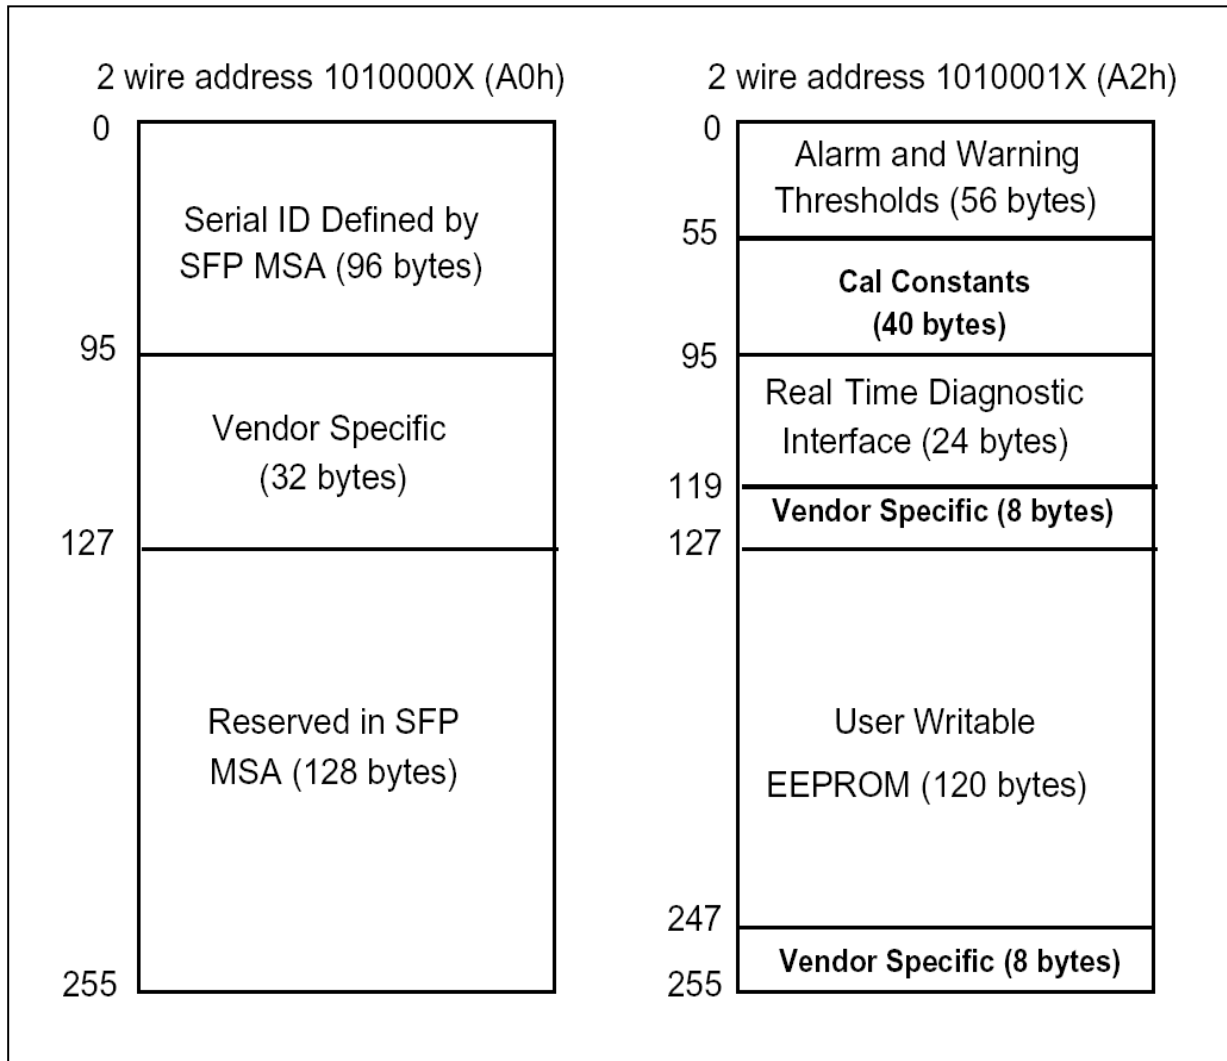 2 wire address 1010000X (A0h)
0
Serial ID Defined by
SFP MSA (96 bytes)
95
Vendor Specific
(32 bytes)
127
Reserved in SFP
MSA (128 bytes)
255
2 wire address 1010001X (A2h)
0
Alarm and Warning
Thresholds (56 bytes)
55
Cal Constants
(40 bytes)
95
Real Time Diagnostic
Interface (24 bytes)
119
Vendor Specific (8 bytes)
127
User Writable
EEPROM (120 bytes)
247
Vendor Specific (8 bytes)
255